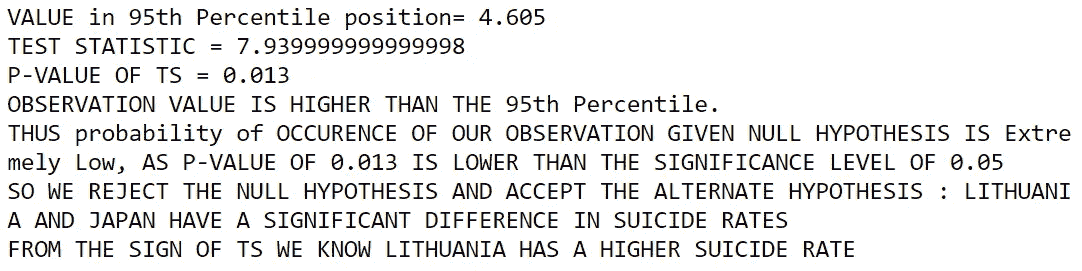 VALUE in 95th Percentile position= 4.605
TEST STATISTIC = 7.939999999999998
P-VALUE OF TS = 0.013
OBSERVATION VALUE IS HIGHER THAN THE 95th Percentile.
THUS probability of OCCURENCE OF OUR OBSERVATION GIVEN NULL HYPOTHESIS IS Extre
mely Low, AS P-VALUE OF 0.013 IS LOWER THAN THE SIGNIFICANCE LEVEL OF 0.05
SO WE REJECT THE NULL HYPOTHESIS AND ACCEPT THE ALTERNATE HYPOTHESIS : LITHUANI
A AND JAPAN HAVE A SIGNIFICANT DIFFERENCE IN SUICIDE RATES
FROM THE SIGN OF TS WE KNOW LITHUANIA HAS A HIGHER SUICIDE RATE